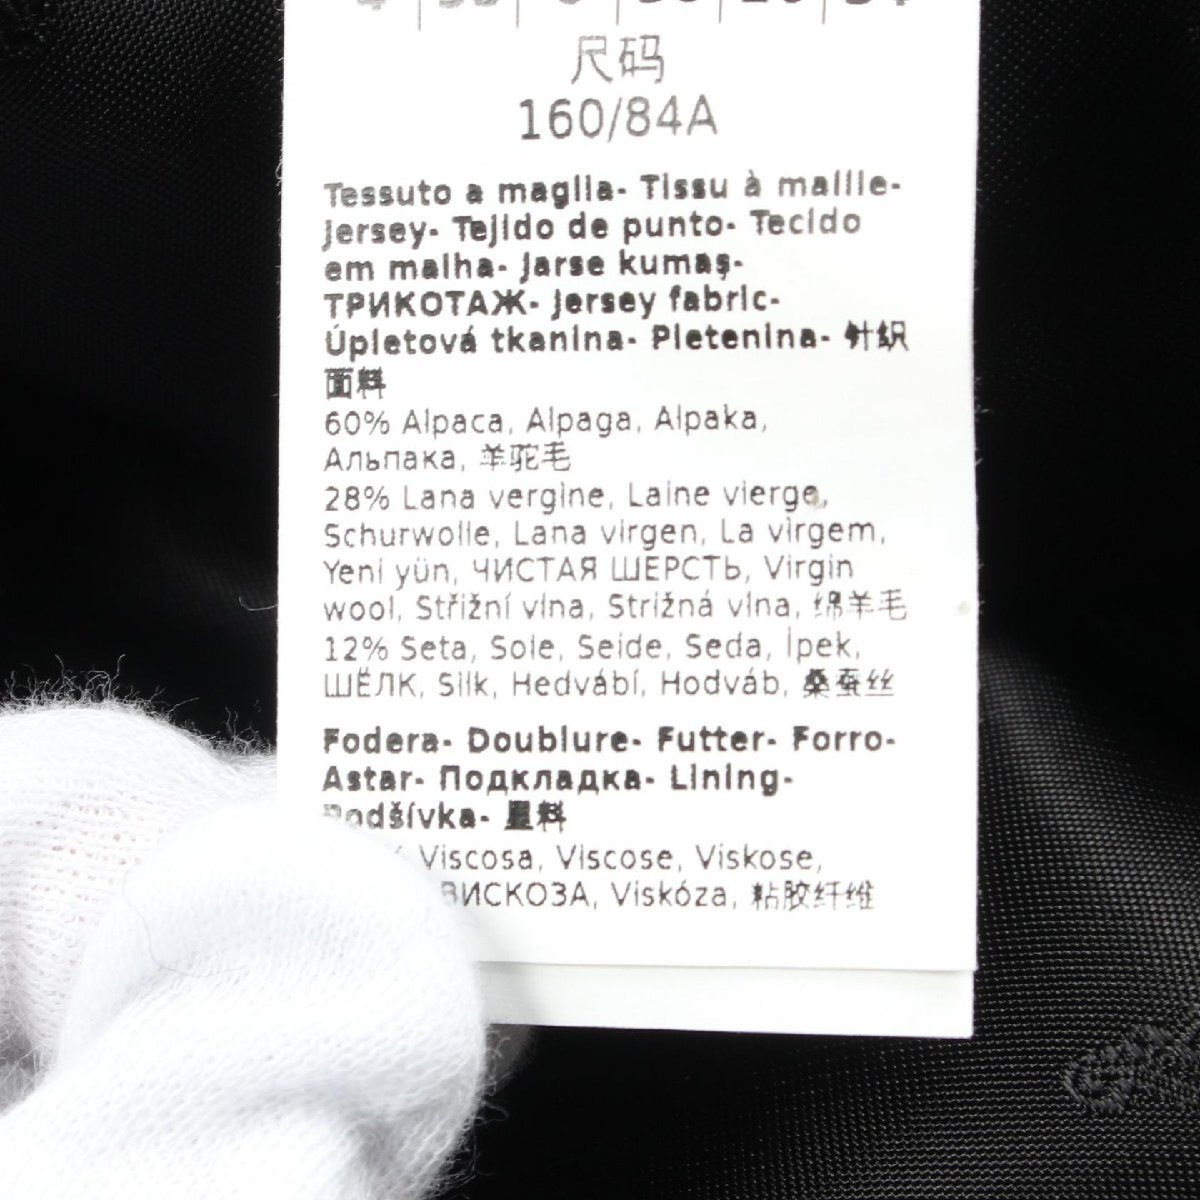 尺码
160/84A
Tessuto a maglia- Tissu à maille-
Jersey- Tejido de punto- Tecido
em malha- Jarse kumaş-
ТРИКОТАЖ- Jersey fabric-
Úpletová tkanina- Pletenina- 针织
面料
60% Alpaca, Alpaga, Alpaka,
Альпака, 羊驼毛
28% Lana vergine, Laine vierge,
Schurwolle, Lana virgen, La virgem,
Yeni yün, ЧИСТАЯ ШЕРСТЬ, Virgin
wool, Střižní vlna, Strižná vlna, 绵羊毛
12% Seta, Soie, Seide, Seda, İpek,
ШЁЛК, Silk, Hedvábí, Hodváb, 桑蚕丝
Fodera- Doublure- Futter- Forro-
Astar- Подкладка- Lining-
Podšívka- 里料
Viscosa, Viscose, Viskose,
ВИСКОЗА, Viskóza, 粘胶纤维